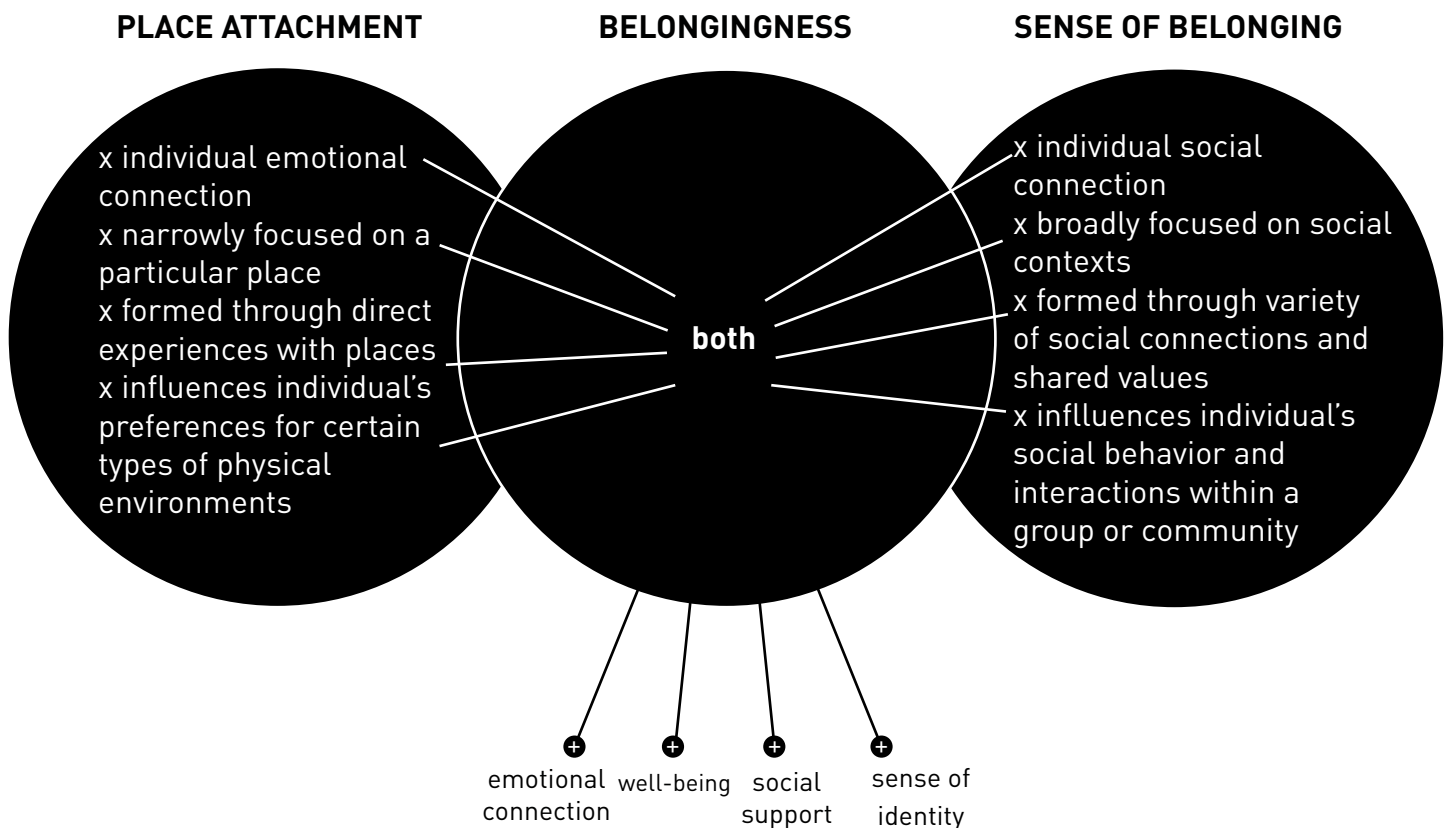 PLACE ATTACHMENT
BELONGINGNESS
SENSE OF BELONGING
x individual emotional
connection
x narrowly focused on a
particular place
x formed through direct
experiences with places
x influences individual’s
preferences for certain
types of physical
environments
both
x individual social
connection
x broadly focused on social
contexts
x formed through variety
of social connections and
shared values
x inflluences individual’s
social behavior and
interactions within a
group or community
emotional
connection
well-being
social
support
sense of
identity